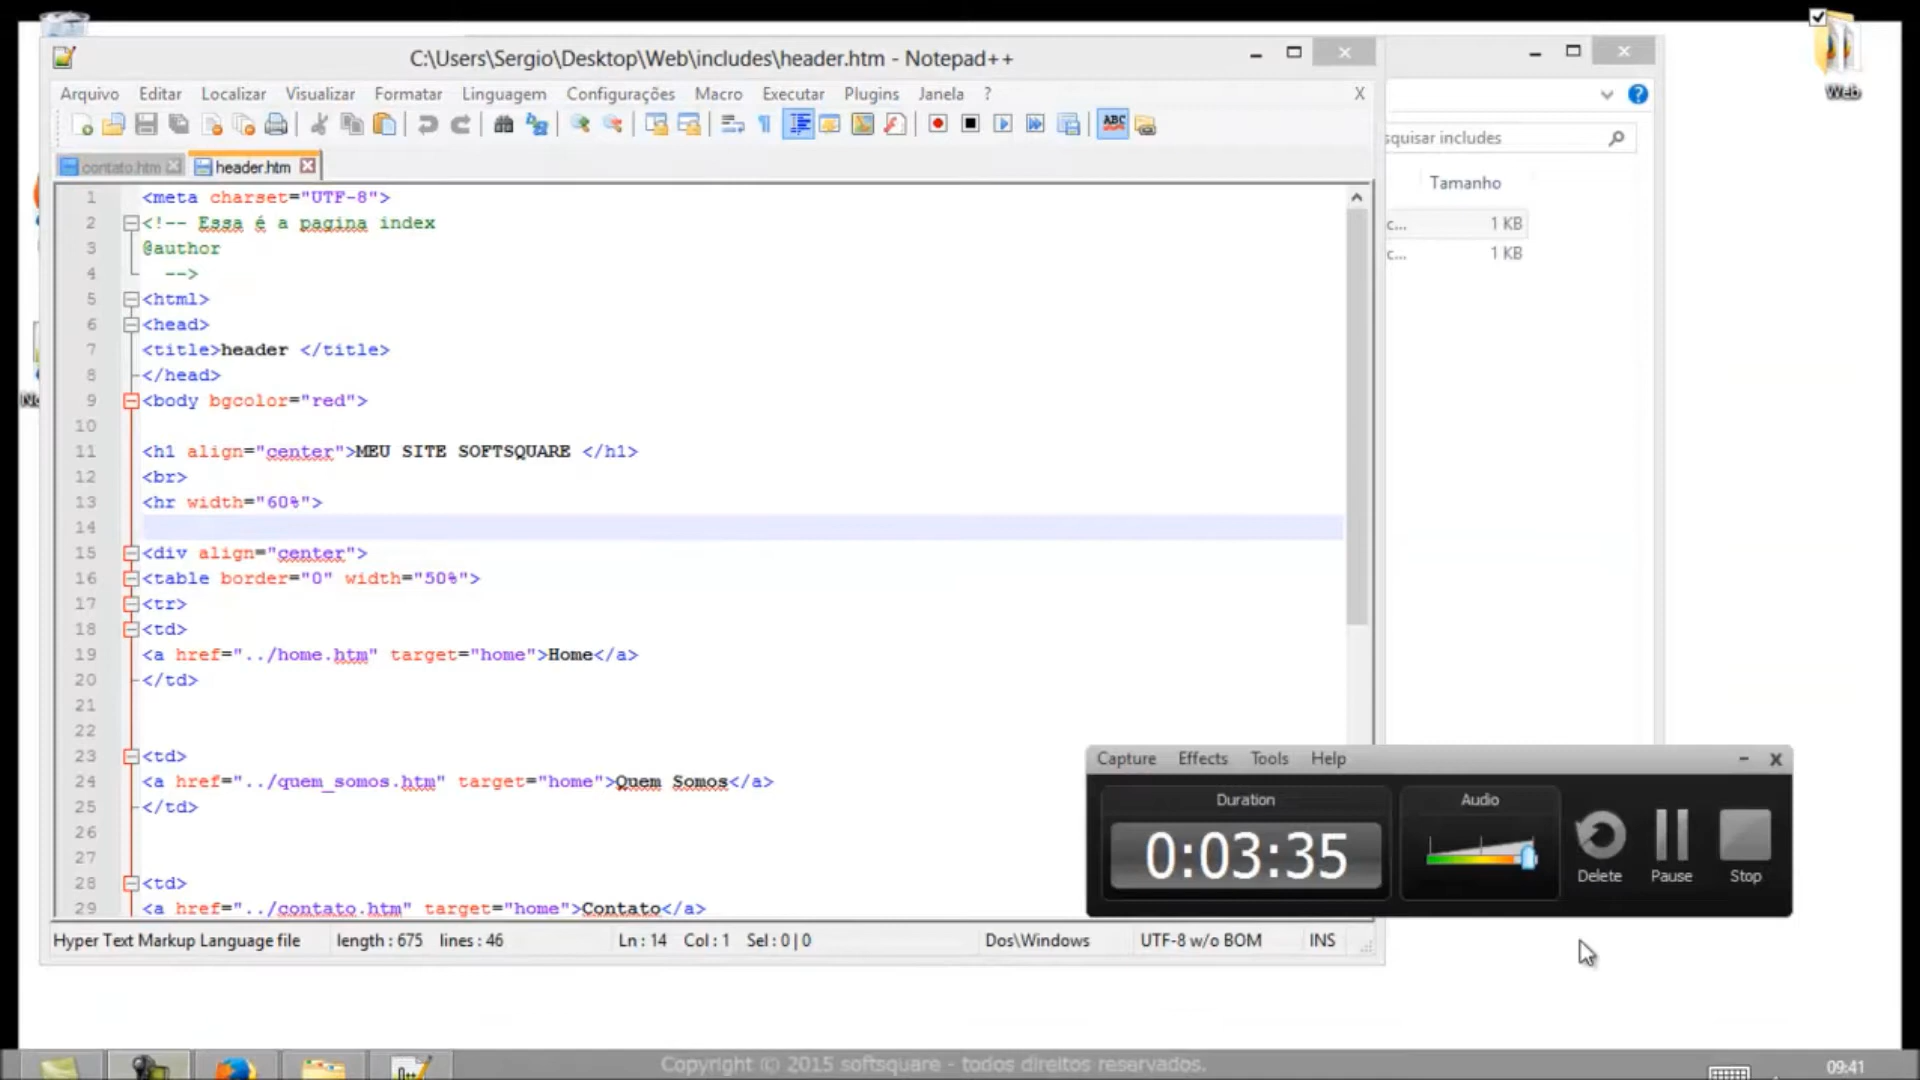 C:\Users\Sergio\Desktop\Web\includes\header.htm - Notepad++
Web
Arquivo Editar Localizar Visualizar Formatar Linguagem Configurações Macro Executar Plugins Janela ? X
ABC
squisar includes
contato.htm header.htm
Tamanho
c... 1 KB
c... 1 KB
1 <meta charset="UTF-8">
2 <!-- Essa é a pagina index
3 @author
4 -->
5 <html>
6 <head>
7 <title>header </title>
8 </head>
9 <body bgcolor="red">
10
11 <h1 align="center">MEU SITE SOFTSQUARE </h1>
12 <br>
13 <hr width="60%">
14
15 <div align="center">
16 <table border="0" width="50%">
17 <tr>
18 <td>
19 <a href="../home.htm" target="home">Home</a>
20 </td>
21
22
23 <td>
24 <a href="../quem_somos.htm" target="home">Quem Somos</a>
25 </td>
26
27
28 <td>
29 <a href="../contato.htm" target="home">Contato</a>
Hyper Text Markup Language file length : 675 lines : 46 Ln : 14 Col : 1 Sel : 0 | 0 Dos\Windows UTF-8 w/o BOM INS
Capture Effects Tools Help
Duration
0:03:35
Audio
Delete Pause Stop
Copyright © 2015 softsquare - todos direitos reservados.
09:41